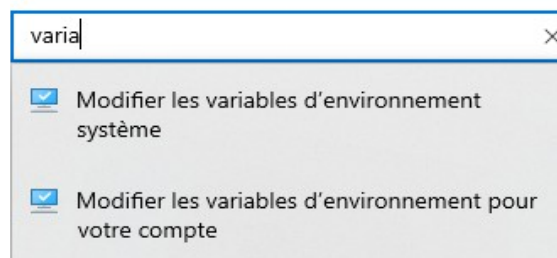 varia
Modifier les variables d’environnement
système
Modifier les variables d’environnement pour
votre compte